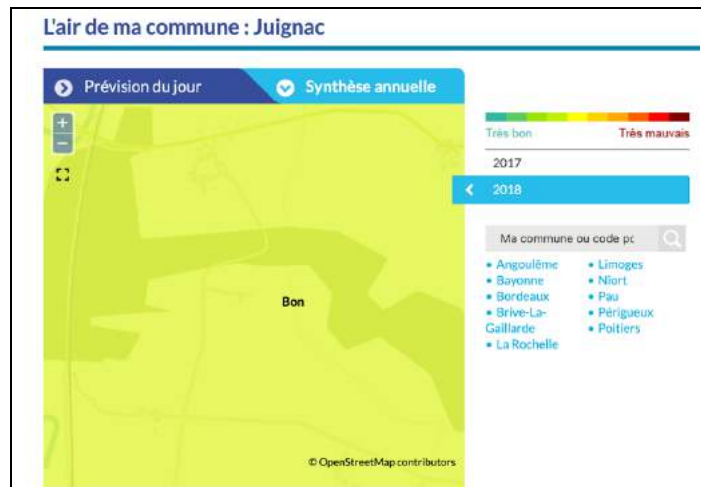 L'air de ma commune : Juignac
Prévision du jour
Synthèse annuelle
+
−
Bon
© OpenStreetMap contributors
Très bon
Très mauvais
2017
2018
Ma commune ou code pc
• Angoulême
• Bayonne
• Bordeaux
• Brive-La-
Gaillarde
• La Rochelle
• Limoges
• Niort
• Pau
• Périgueux
• Poitiers